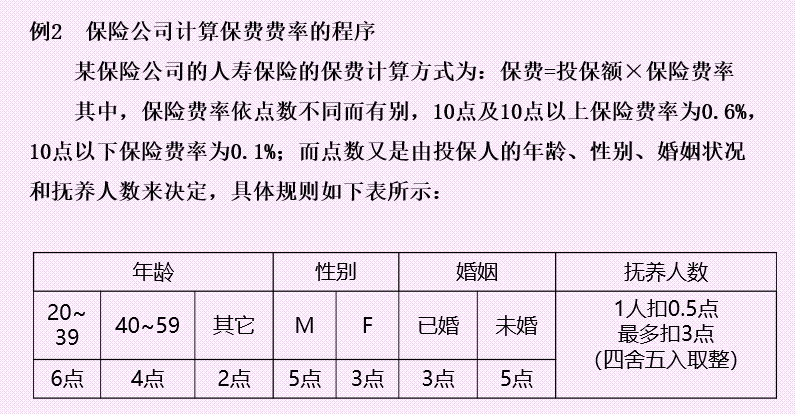 例2 保险公司计算保费费率的程序
某保险公司的人寿保险的保费计算方式为：保费=投保额×保险费率
其中，保险费率依点数不同而有别，10点及10点以上保险费率为0.6%，
10点以下保险费率为0.1%；而点数又是由投保人的年龄、性别、婚姻状况
和抚养人数来决定，具体规则如下表所示：
年龄 性别 婚姻 抚养人数
20~
39
40~59 其它 M F 已婚 未婚
1人扣0.5点
最多扣3点
（四舍五入取整）
6点 4点 2点 5点 3点 3点 5点